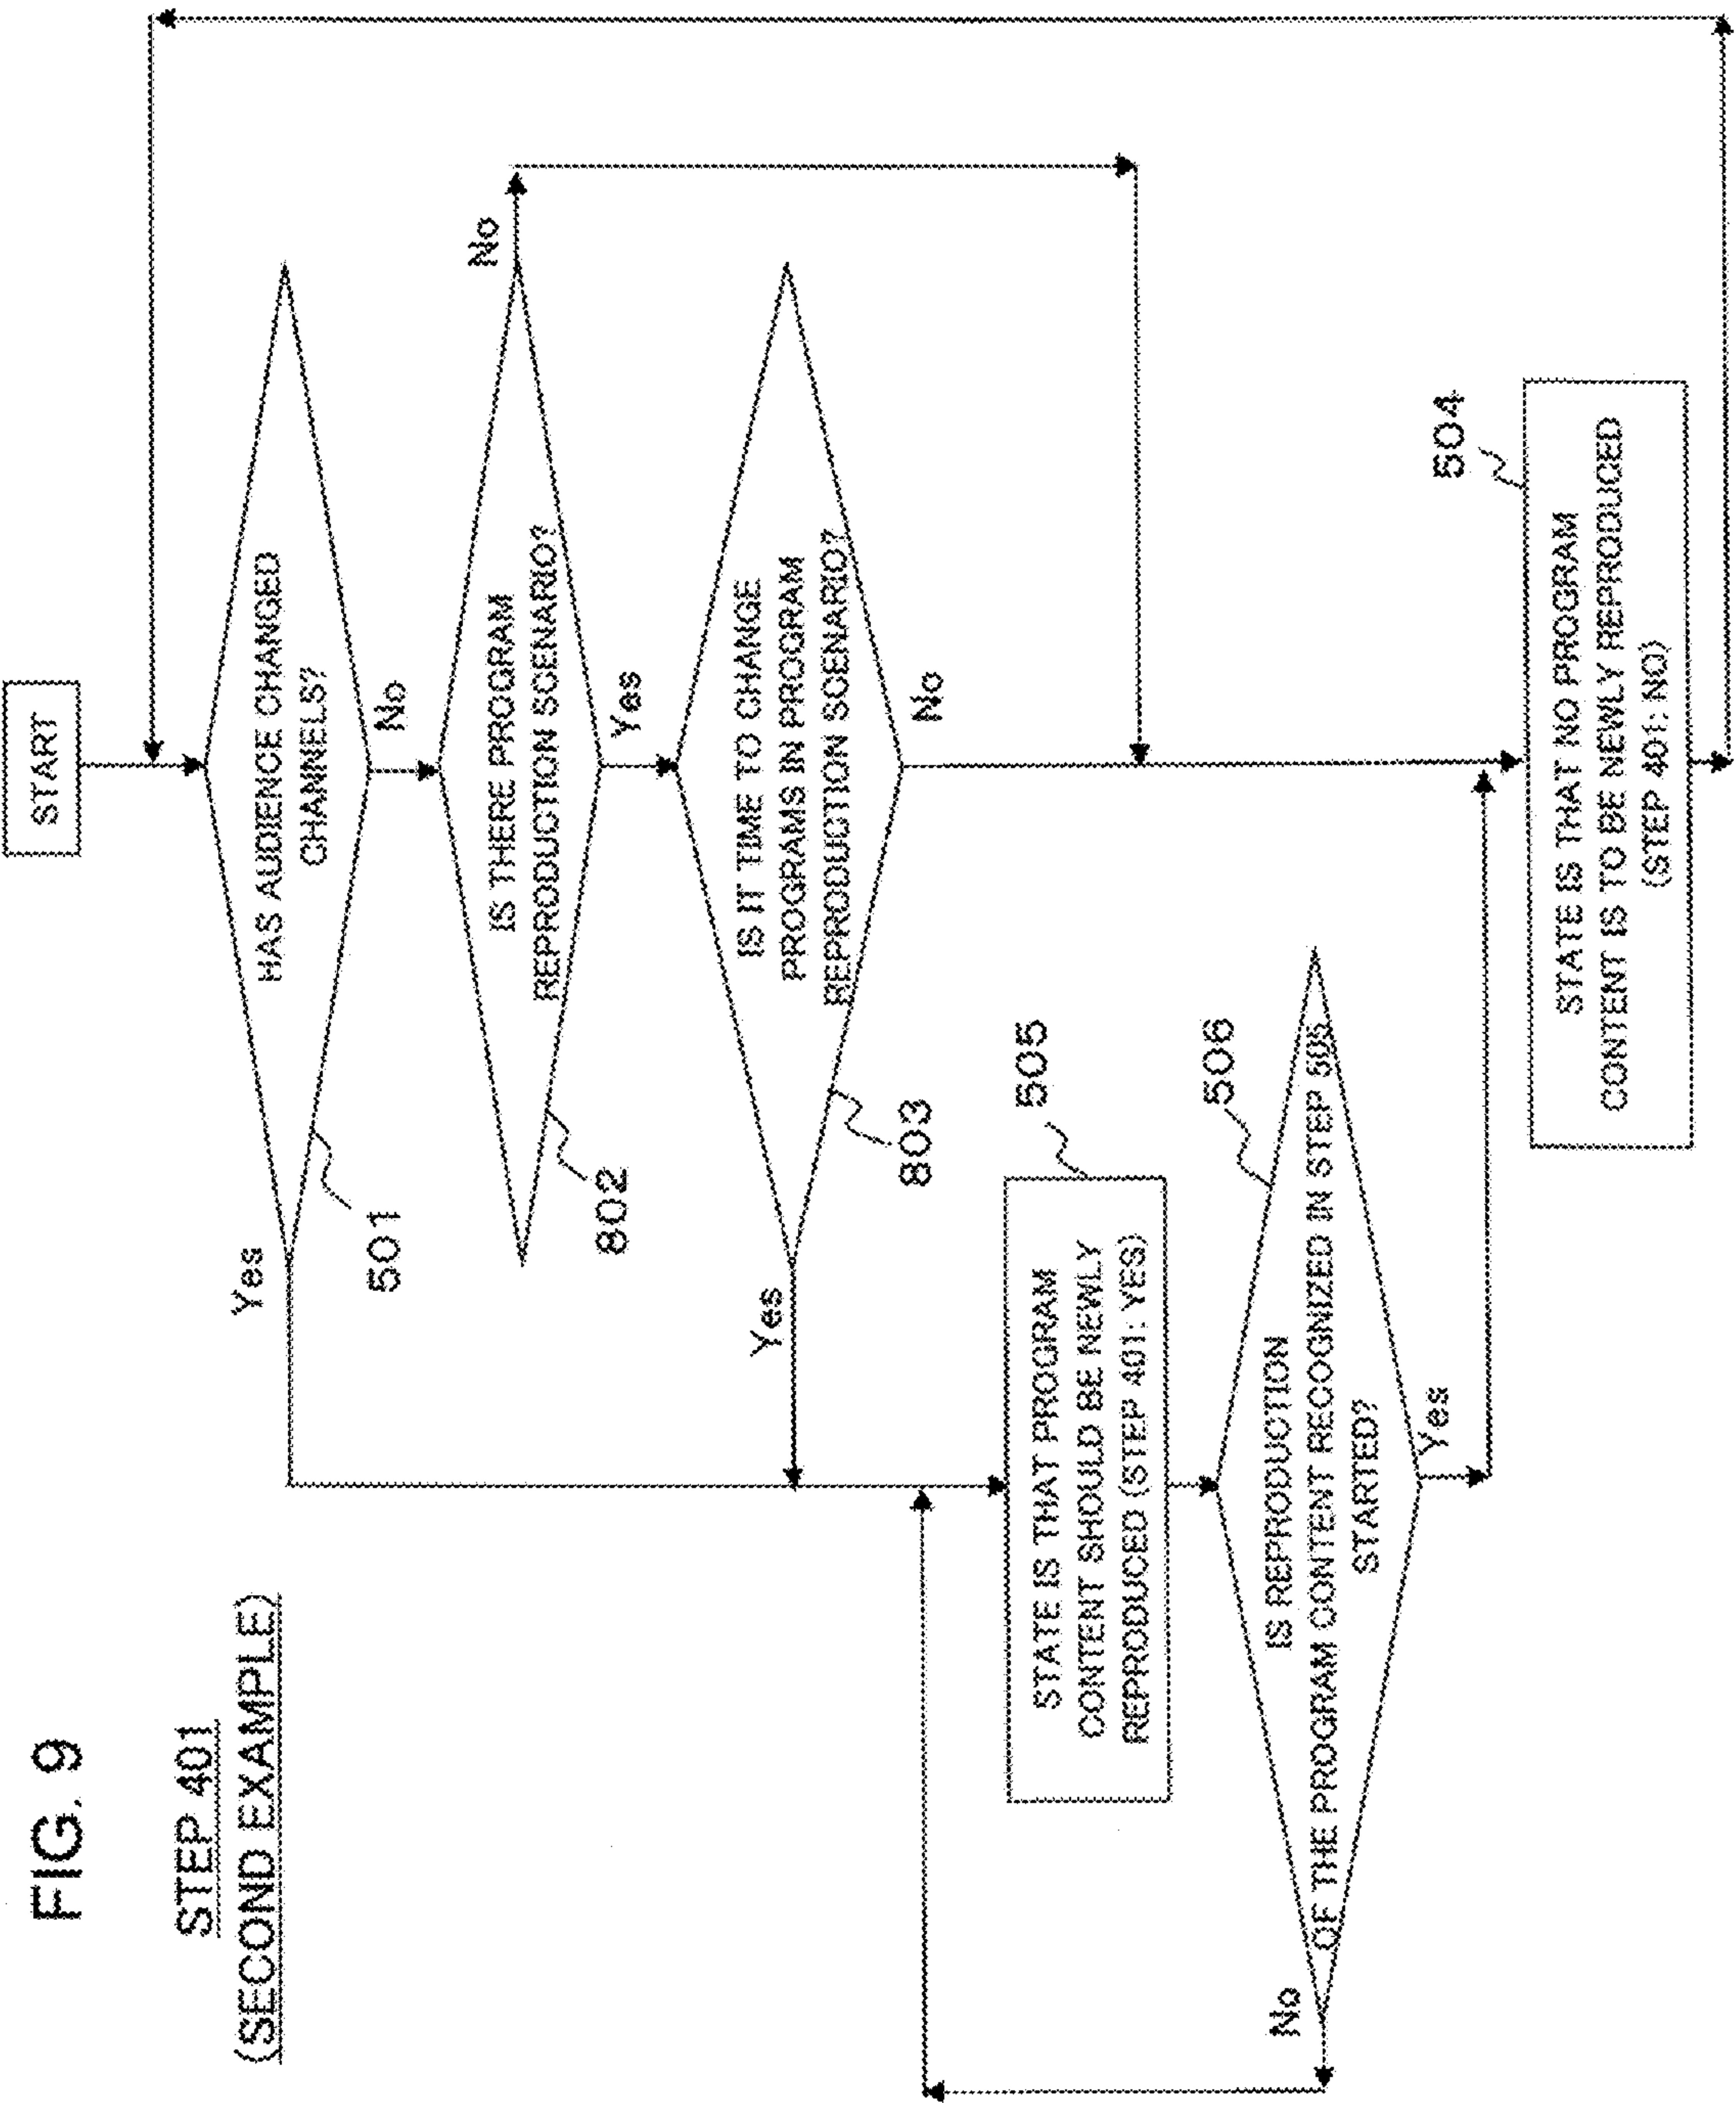 FIG. 9
STEP 401
(SECOND EXAMPLE)
START
HAS AUDIENCE CHANGED
CHANNELS?
Yes
501
No
IS THERE PROGRAM
REPRODUCTION SCENARIO?
No
802
Yes
IS IT TIME TO CHANGE
PROGRAMS IN PROGRAM
REPRODUCTION SCENARIO?
Yes
803
No
505
STATE IS THAT PROGRAM
CONTENT SHOULD BE NEWLY
REPRODUCED (STEP 401: YES)
506
IS REPRODUCTION
OF THE PROGRAM CONTENT RECOGNIZED IN STEP 505
STARTED?
No
Yes
504
STATE IS THAT NO PROGRAM
CONTENT IS TO BE NEWLY REPRODUCED
(STEP 401: NO)